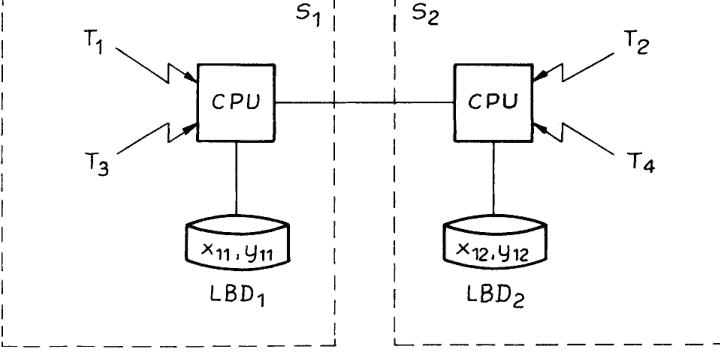 S₁
S₂
T₁
T₂
CPU
CPU
T₃
T₄
x₁₁, y₁₁
x₁₂, y₁₂
LBD₁
LBD₂